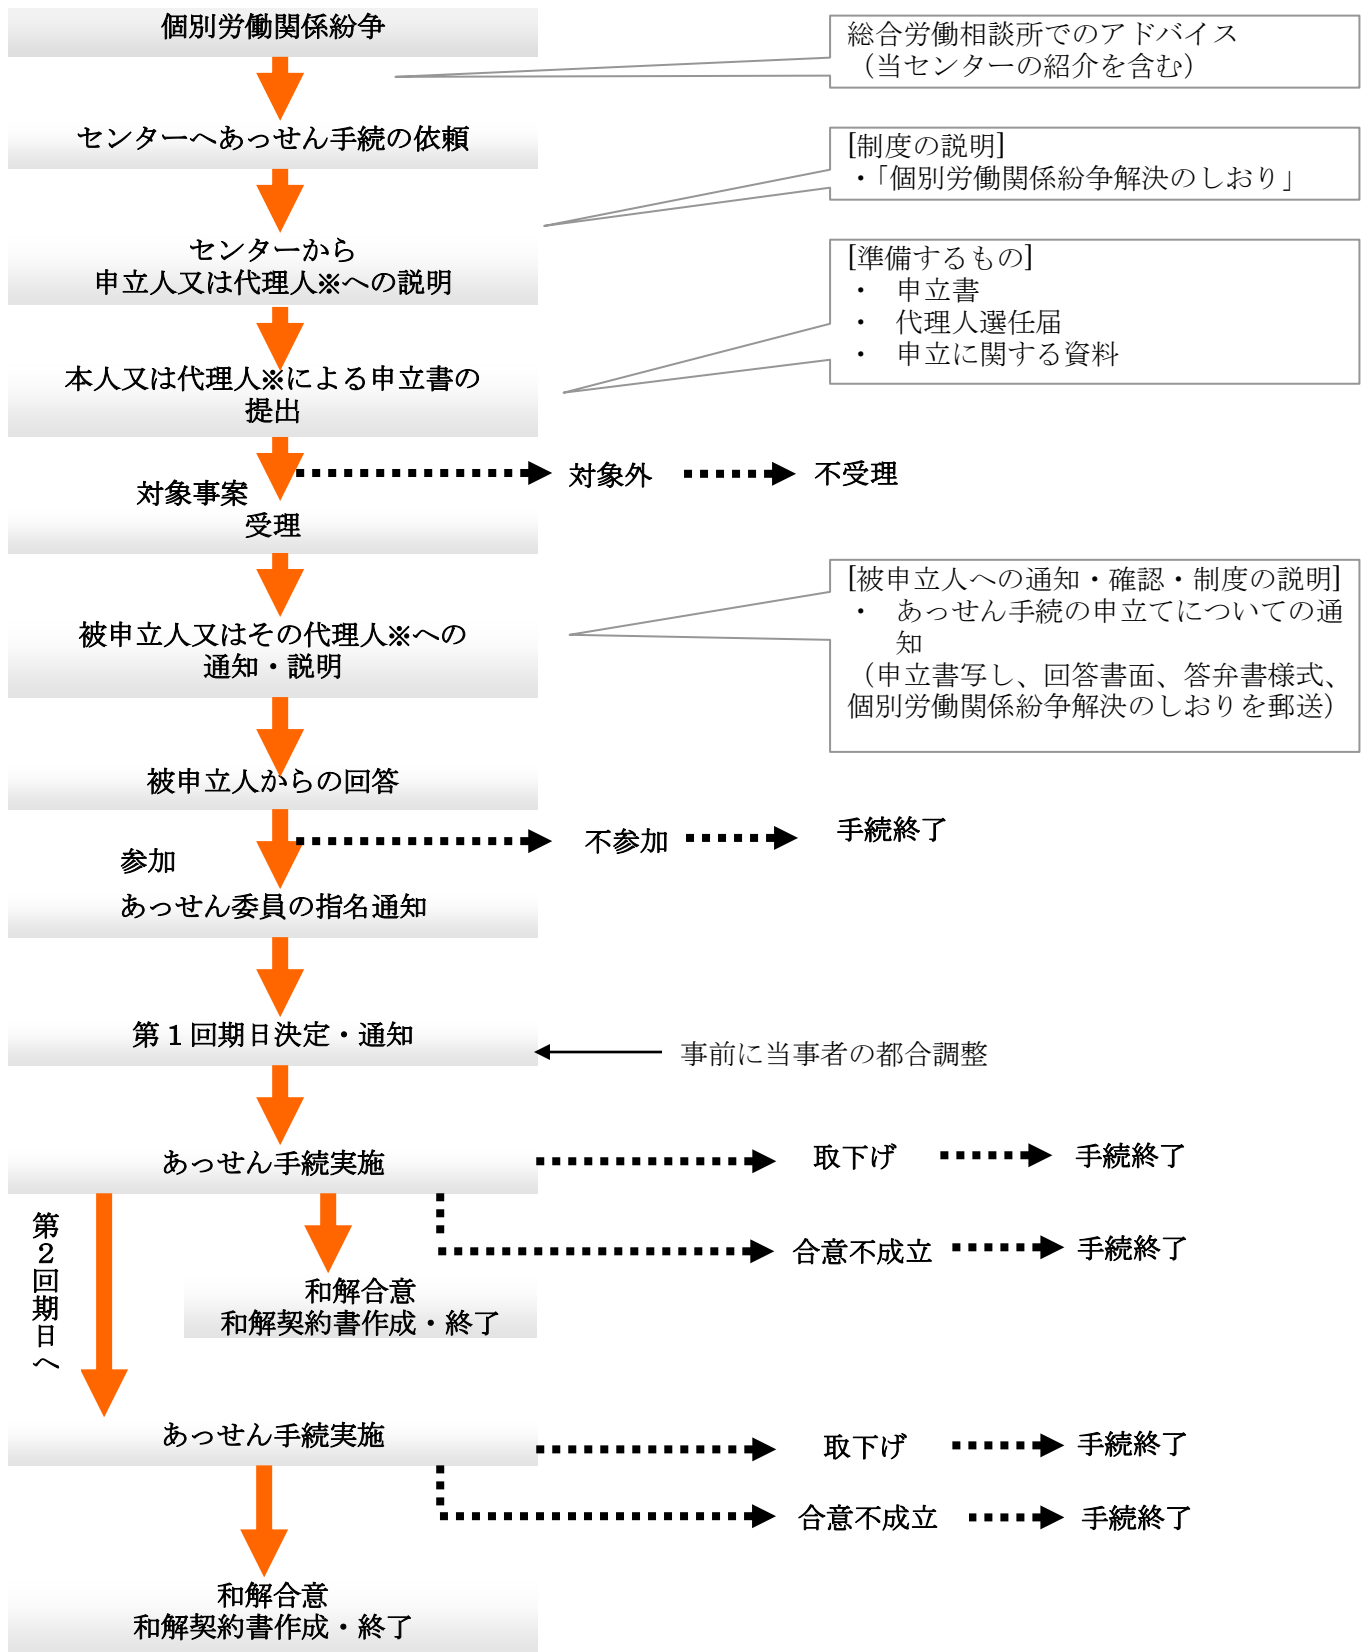 個別労働関係紛争
総合労働相談所でのアドバイス
（当センターの紹介を含む）
センターへあっせん手続の依頼
[制度の説明]
・「個別労働関係紛争解決のしおり」
センターから
申立人又は代理人※への説明
[準備するもの]
・ 申立書
・ 代理人選任届
・ 申立に関する資料
本人又は代理人※による申立書の
提出
対象外
不受理
対象事案
受理
[被申立人への通知・確認・制度の説明]
・ あっせん手続の申立てについての通
知
（申立書写し、回答書面、答弁書様式、
個別労働関係紛争解決のしおりを郵送）
被申立人又はその代理人※への
通知・説明
被申立人からの回答
不参加
手続終了
参加
あっせん委員の指名通知
第１回期日決定・通知
事前に当事者の都合調整
あっせん手続実施
取下げ
手続終了
合意不成立
手続終了
第２回期日へ
和解合意
和解契約書作成・終了
あっせん手続実施
取下げ
手続終了
合意不成立
手続終了
和解合意
和解契約書作成・終了